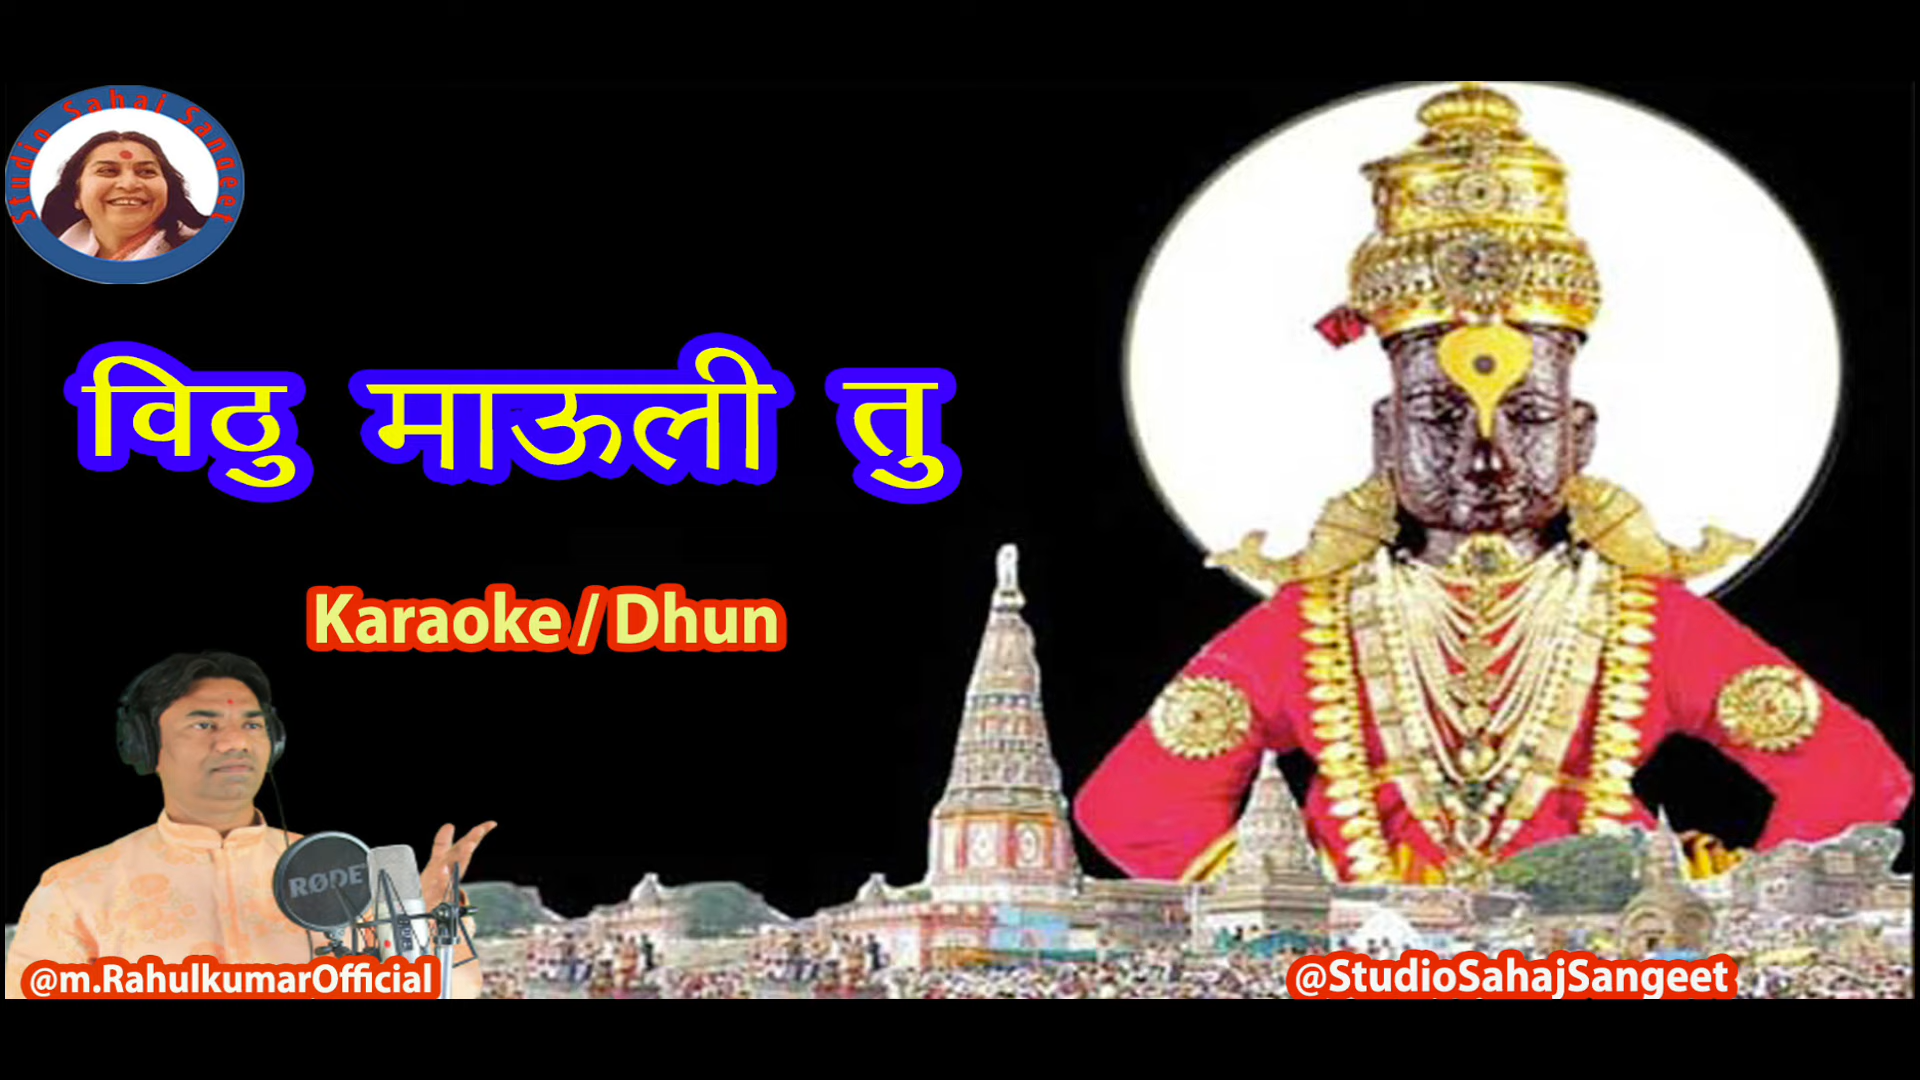 Studio Sahaj Sangeet
विठु माऊली तु
Karaoke / Dhun
RØDE
@m.RahulkumarOfficial
@StudioSahajSangeet